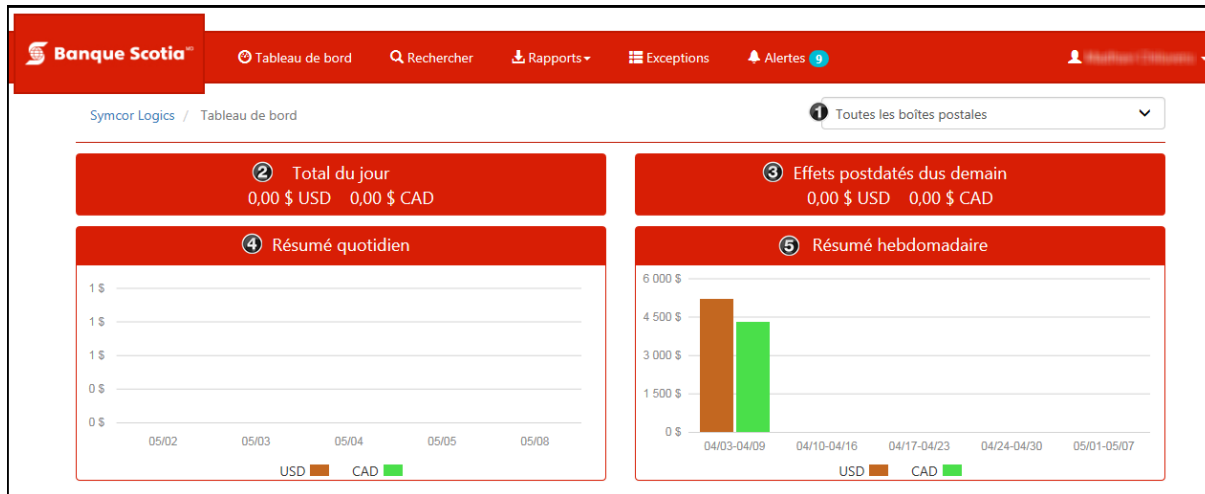 Banque Scotia MD
Tableau de bord Rechercher Rapports Exceptions Alertes 9
Symcor Logics / Tableau de bord
1 Toutes les boîtes postales
2 Total du jour
0,00 $ USD 0,00 $ CAD
3 Effets postdatés dus demain
0,00 $ USD 0,00 $ CAD
4 Résumé quotidien
1 $
1 $
1 $
0 $
0 $
05/02 05/03 05/04 05/05 05/08
USD CAD
5 Résumé hebdomadaire
6 000 $
4 500 $
3 000 $
1 500 $
0 $
04/03-04/09 04/10-04/16 04/17-04/23 04/24-04/30 05/01-05/07
USD CAD